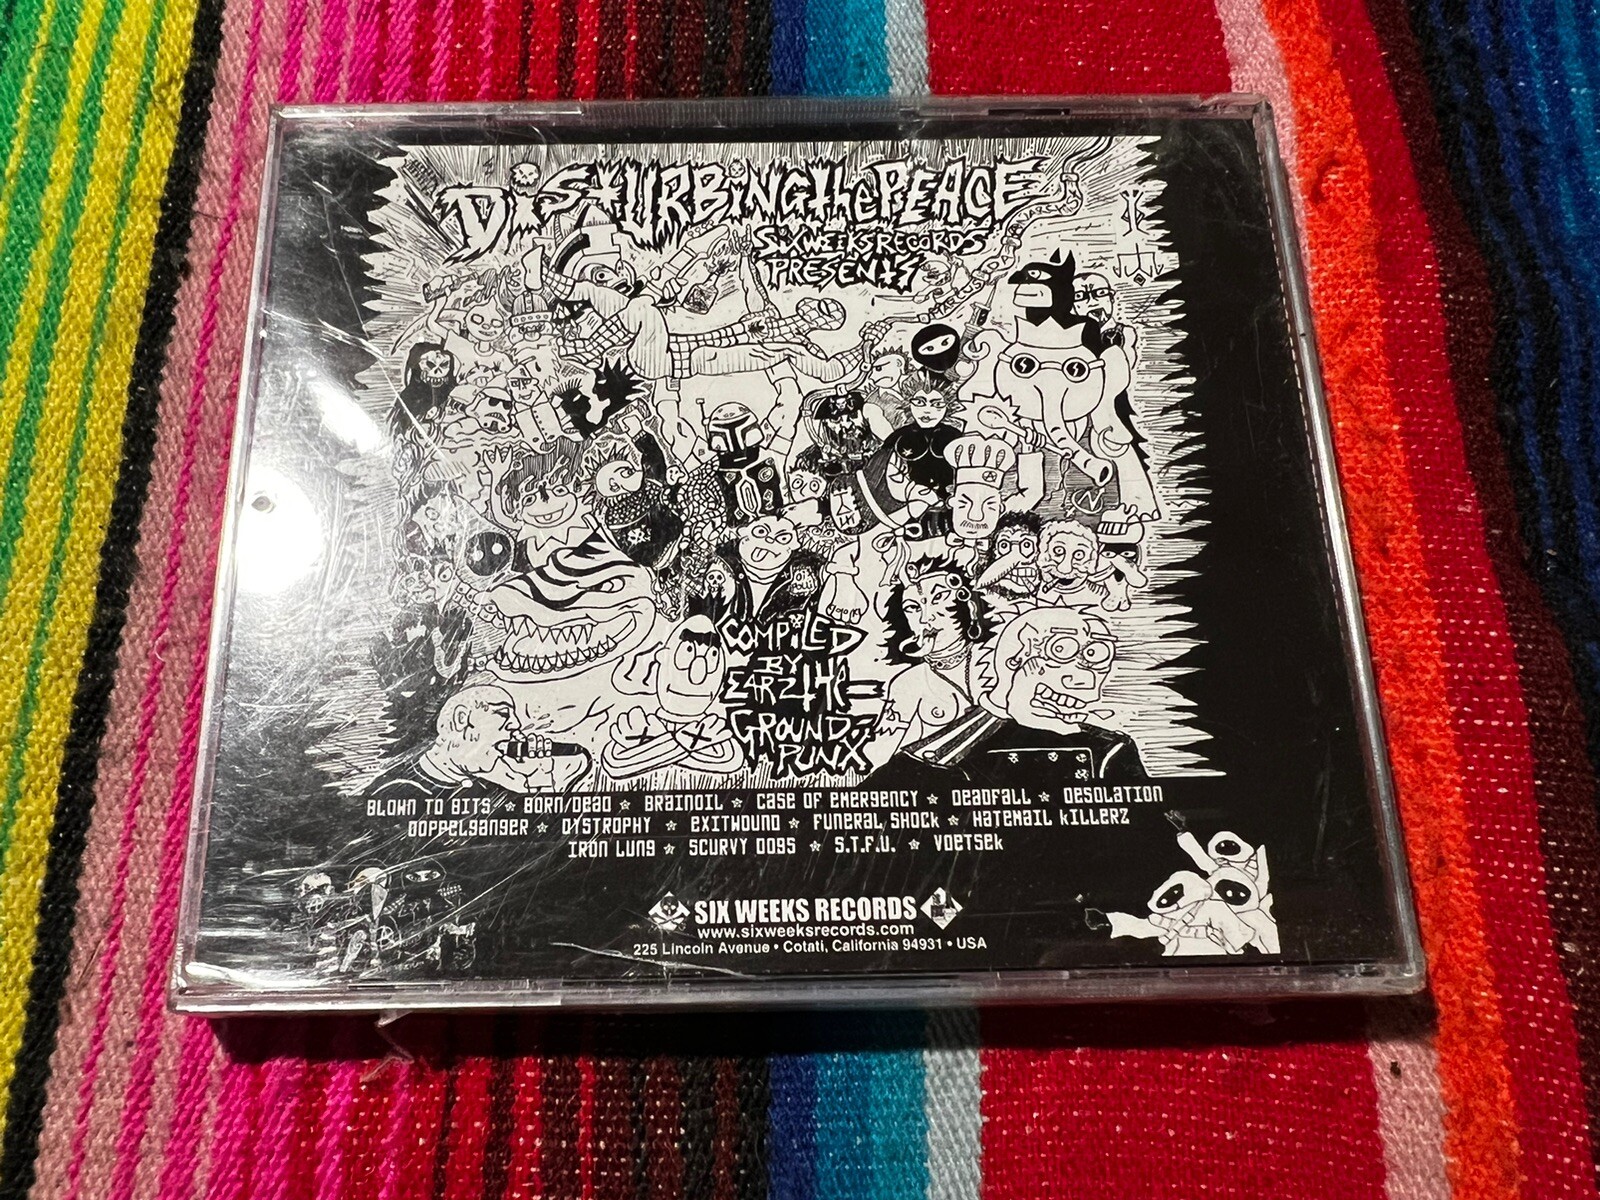 DiSTURBiNG the PEACE
SiX WEEKS RECORDS
PRESENTS
COMPiLED
BY
EARZ THE
GROUND
PUNX
BLOWN TO BITS ★ BORN/DEAD ★ BRAINOIL ★ CASE OF EMERGENCY ★ DEADFALL ★ DESOLATION
DOPPELGANGER ★ DYSTROPHY ★ EXITWOUND ★ FUNERAL SHOCK ★ HATEMAIL KILLERZ
IRON LUNG ★ SCURVY DOGS ★ S.T.F.U. ★ VOETSEK
SIX WEEKS RECORDS
www.sixweeksrecords.com
225 Lincoln Avenue • Cotati, California 94931 • USA